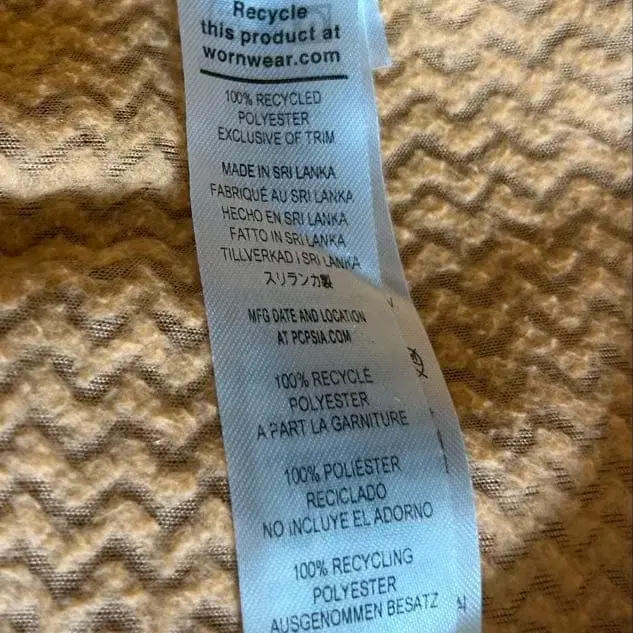 Recycle
this product at
wornwear.com
100% RECYCLED
POLYESTER
EXCLUSIVE OF TRIM
MADE IN SRI LANKA
FABRIQUÉ AU SRI LANKA
HECHO EN SRI LANKA
FATTO IN SRI LANKA
TILLVERKAD I SRI LANKA
スリランカ製
MFG DATE AND LOCATION
AT PCPSIA.COM
100% RECYCLÉ
POLYESTER
A PART LA GARNITURE
100% POLIÉSTER
RECICLADO
NO INCLUYE EL ADORNO
100% RECYCLING
POLYESTER
AUSGENOMMEN BESATZ